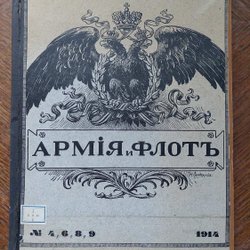 АРМІЯ и ФЛОТЪ
№ 4, 6, 8, 9
1914